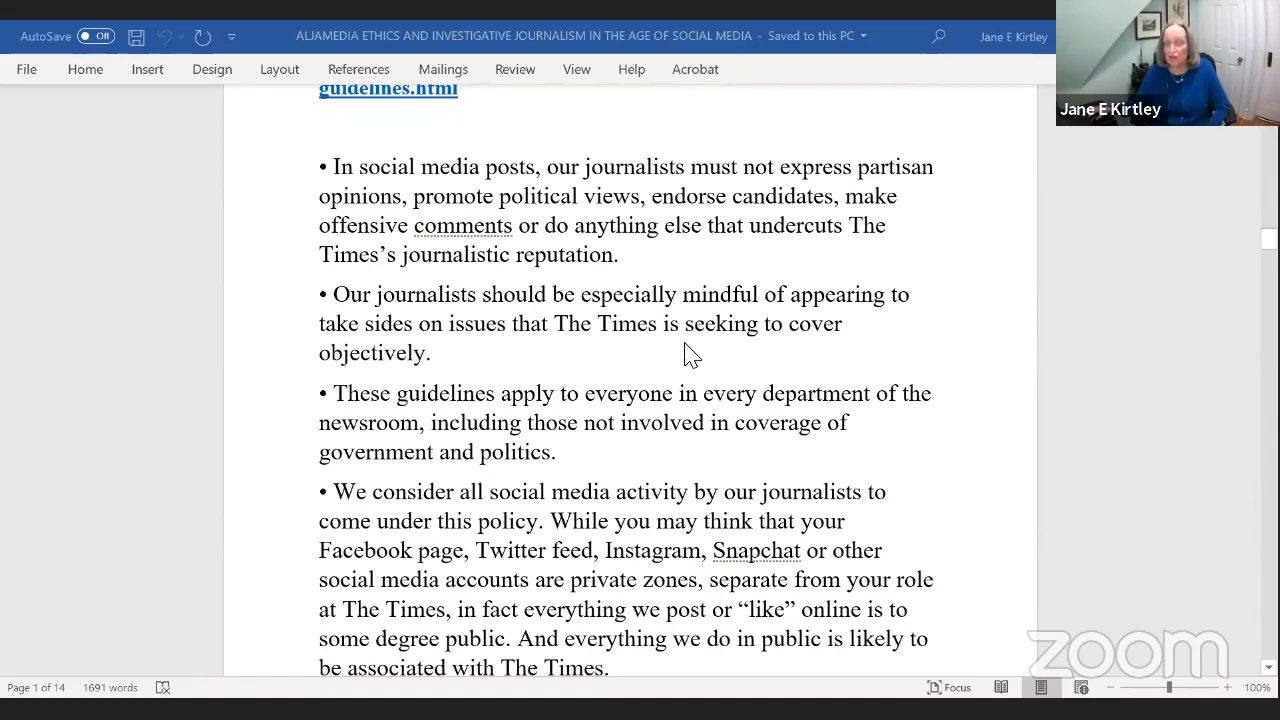 AutoSave Off ALJAMEDIA ETHICS AND INVESTIGATIVE JOURNALISM IN THE AGE OF SOCIAL MEDIA - Saved to this PC Jane E Kirtley
File Home Insert Design Layout References Mailings Review View Help Acrobat
Jane E Kirtley
guidelines.html
• In social media posts, our journalists must not express partisan
opinions, promote political views, endorse candidates, make
offensive comments or do anything else that undercuts The
Times’s journalistic reputation.
• Our journalists should be especially mindful of appearing to
take sides on issues that The Times is seeking to cover
objectively.
• These guidelines apply to everyone in every department of the
newsroom, including those not involved in coverage of
government and politics.
• We consider all social media activity by our journalists to
come under this policy. While you may think that your
Facebook page, Twitter feed, Instagram, Snapchat or other
social media accounts are private zones, separate from your role
at The Times, in fact everything we post or “like” online is to
some degree public. And everything we do in public is likely to
be associated with The Times.
zoom
Page 1 of 14 1691 words Focus 100%